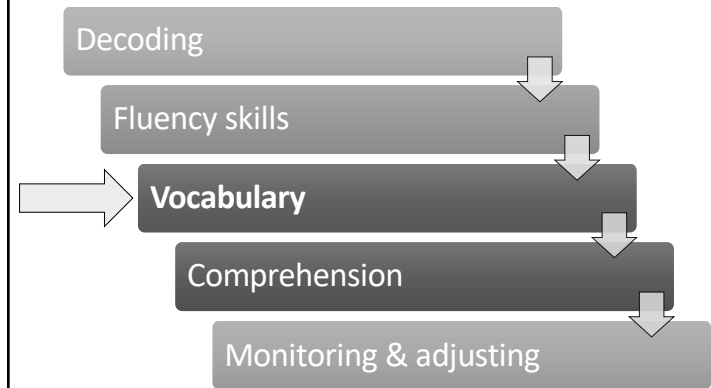 Decoding
Fluency skills
Vocabulary
Comprehension
Monitoring & adjusting